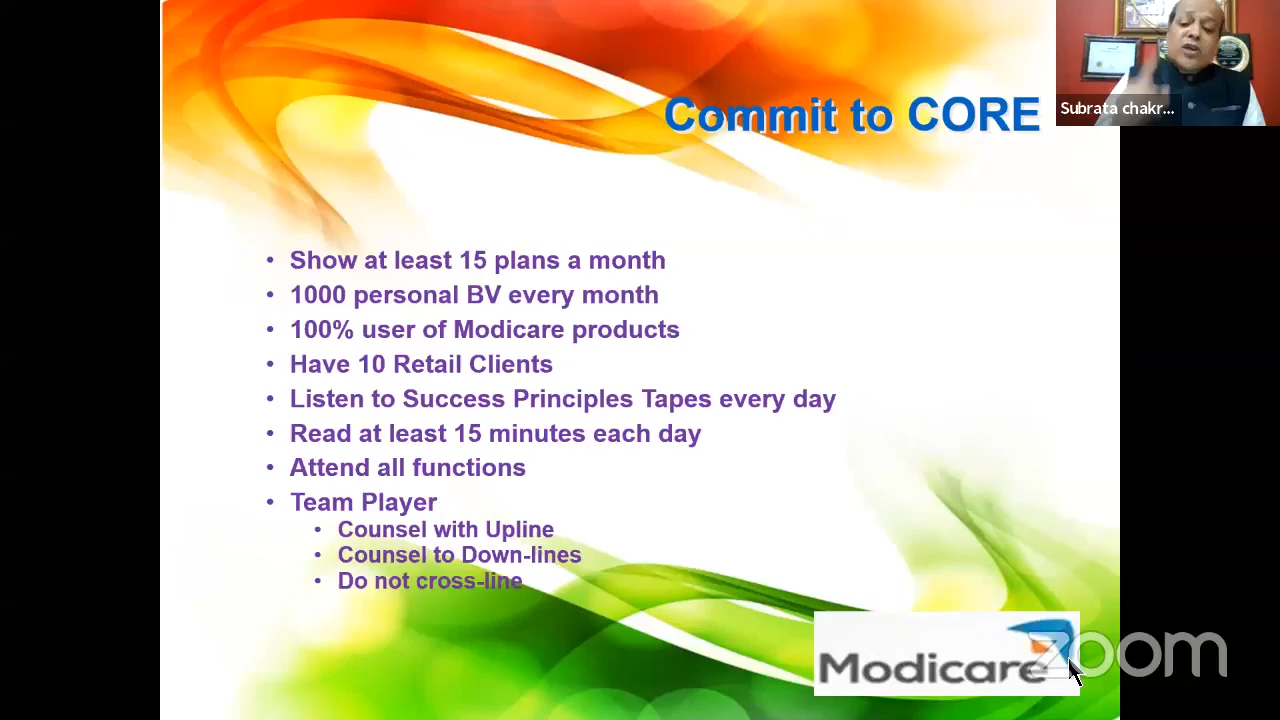 Commit to CORE
Subrata chakr...
• Show at least 15 plans a month
• 1000 personal BV every month
• 100% user of Modicare products
• Have 10 Retail Clients
• Listen to Success Principles Tapes every day
• Read at least 15 minutes each day
• Attend all functions
• Team Player
• Counsel with Upline
• Counsel to Down-lines
• Do not cross-line
Modicare
zoom